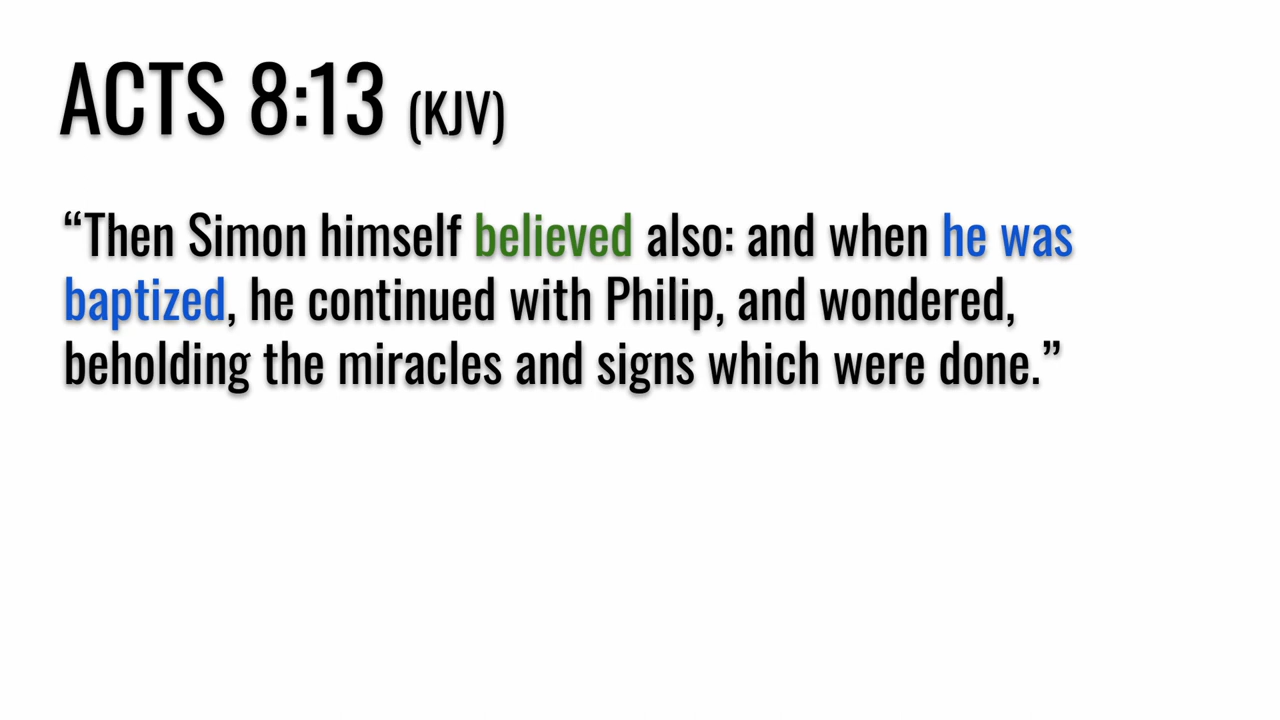 ACTS 8:13 (KJV)
“Then Simon himself believed also: and when he was
baptized, he continued with Philip, and wondered,
beholding the miracles and signs which were done.”